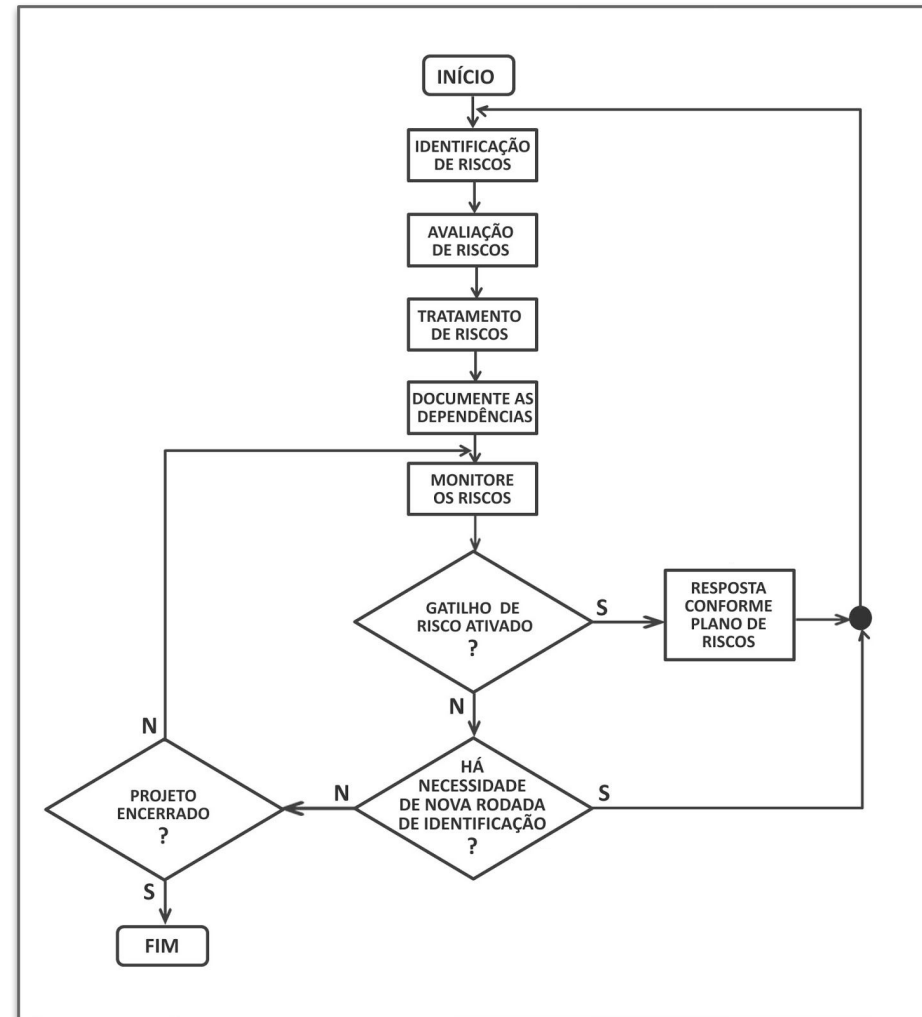 INÍCIO
IDENTIFICAÇÃO
DE RISCOS
AVALIAÇÃO
DE RISCOS
TRATAMENTO
DE RISCOS
DOCUMENTE AS
DEPENDÊNCIAS
MONITORE
OS RISCOS
GATILHO DE
RISCO ATIVADO
?
S
RESPOSTA
CONFORME
PLANO DE
RISCOS
N
HÁ
NECESSIDADE
DE NOVA RODADA
DE IDENTIFICAÇÃO
?
S
N
PROJETO
ENCERRADO
?
N
S
FIM